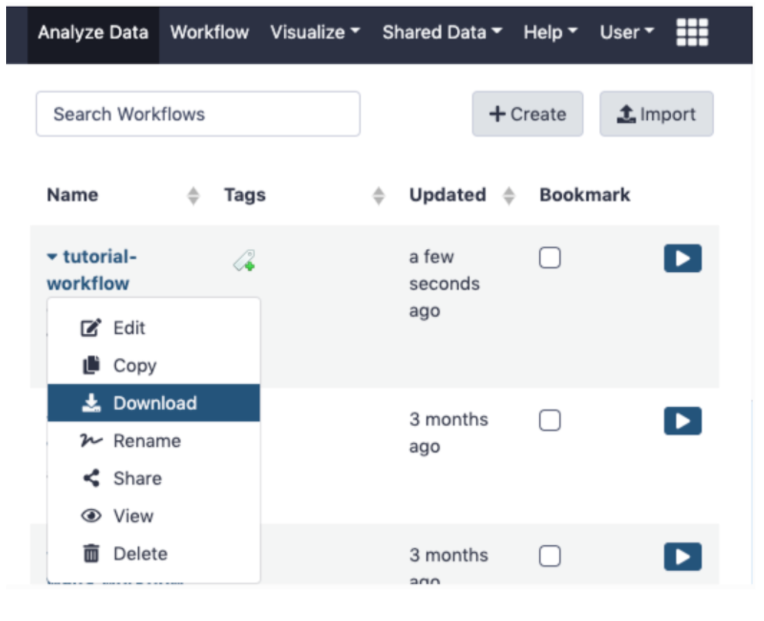 Analyze Data Workflow Visualize Shared Data Help User
Search Workflows
Create
Import
Name Tags Updated Bookmark
tutorial-
workflow
a few
seconds
ago
Edit
Copy
Download
Rename
Share
View
Delete
3 months
ago
3 months
ago